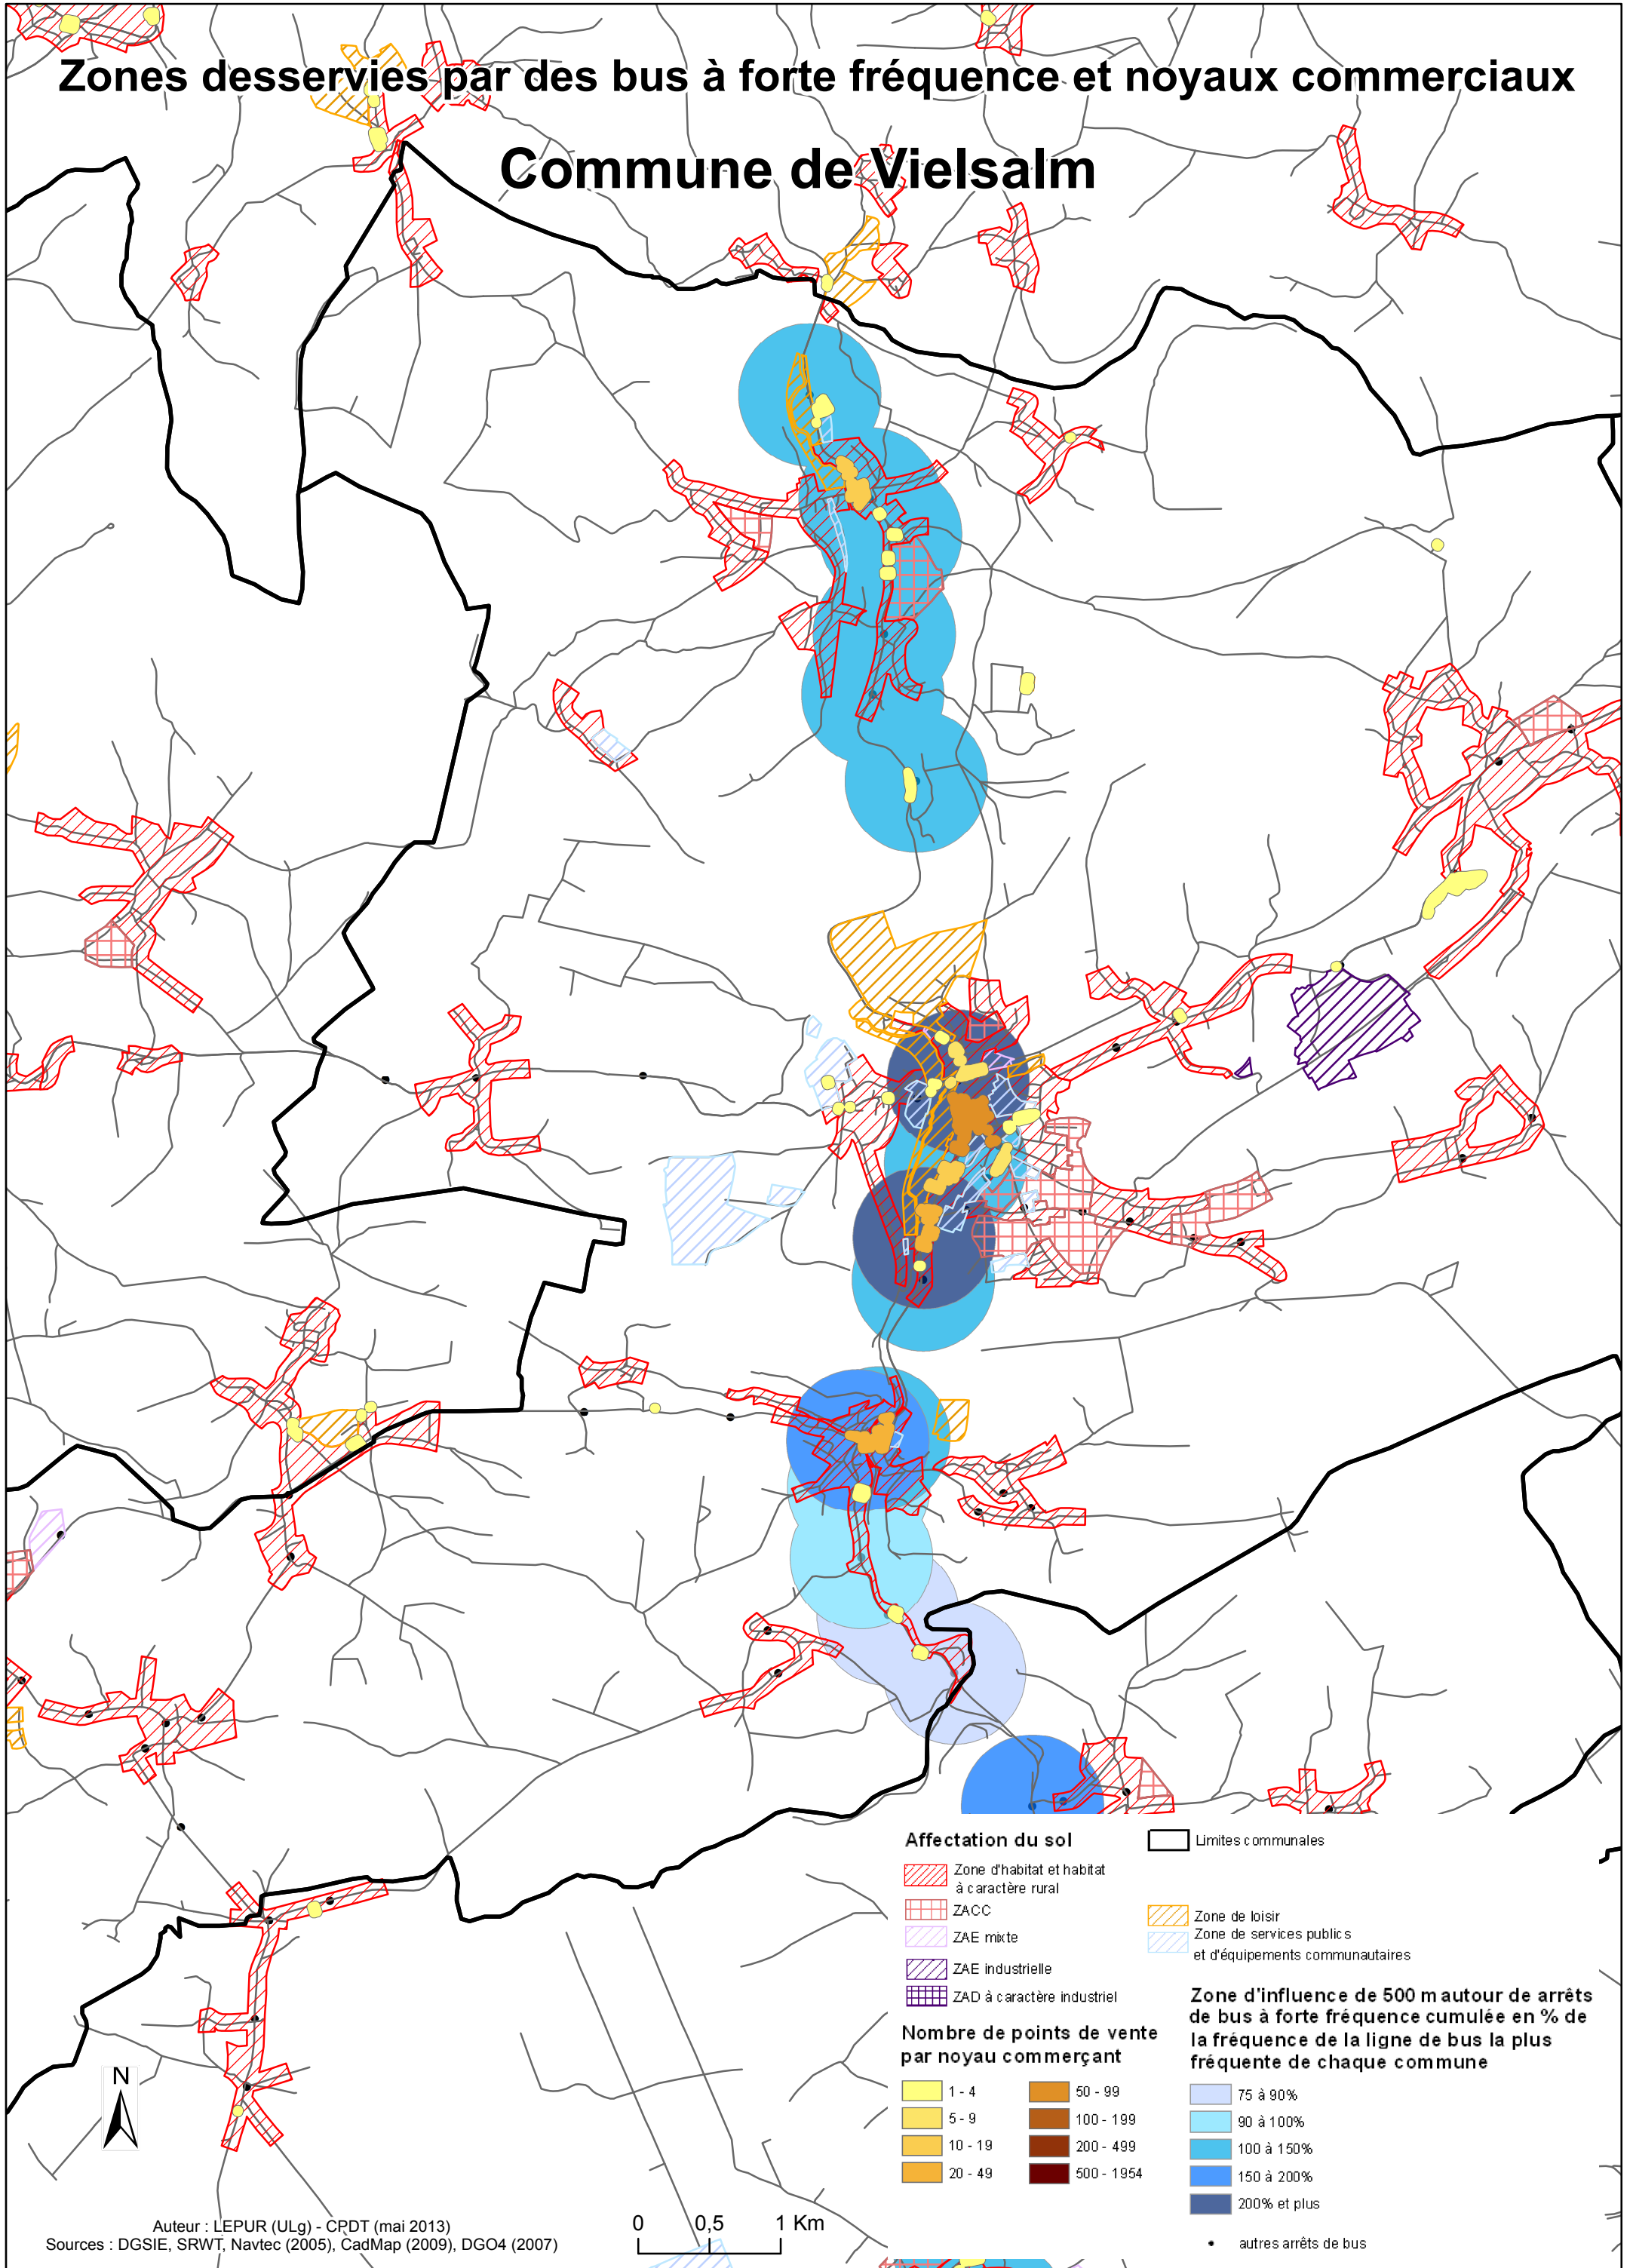 Zones desservies par des bus à forte fréquence et noyaux commerciaux
Commune de Vielsalm
Affectation du sol
Zone d'habitat et habitat
à caractère rural
ZACC
ZAE mixte
ZAE industrielle
ZAD à caractère industriel
Limites communales
Zone de loisir
Zone de services publics
et d'équipements communautaires
Nombre de points de vente
par noyau commerçant
1 - 4
5 - 9
10 - 19
20 - 49
50 - 99
100 - 199
200 - 499
500 - 1954
Zone d'influence de 500 m autour de arrêts
de bus à forte fréquence cumulée en % de
la fréquence de la ligne de bus la plus
fréquente de chaque commune
75 à 90%
90 à 100%
100 à 150%
150 à 200%
200% et plus
autres arrêts de bus
N
Auteur : LEPUR (ULg) - CPDT (mai 2013)
Sources : DGSIE, SRWT, Navtec (2005), CadMap (2009), DGO4 (2007)
0 0,5 1 Km